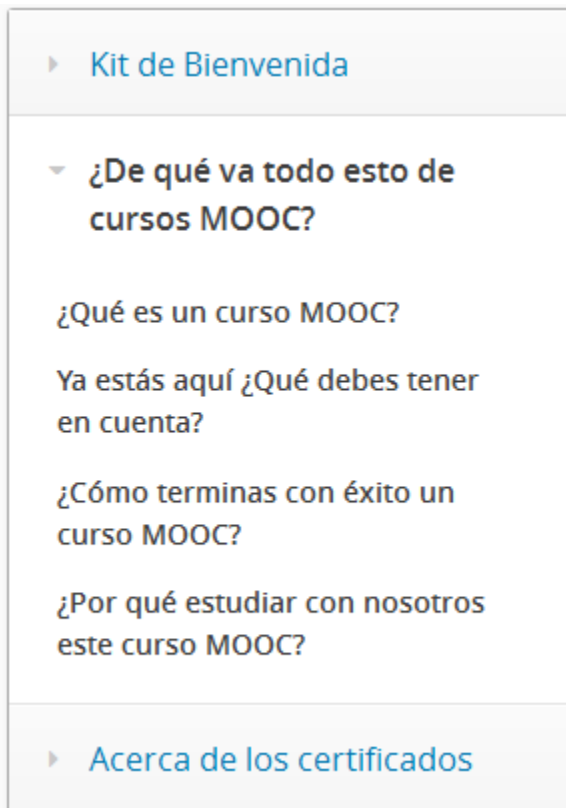 Kit de Bienvenida
¿De qué va todo esto de
cursos MOOC?
¿Qué es un curso MOOC?
Ya estás aquí ¿Qué debes tener
en cuenta?
¿Cómo terminas con éxito un
curso MOOC?
¿Por qué estudiar con nosotros
este curso MOOC?
Acerca de los certificados